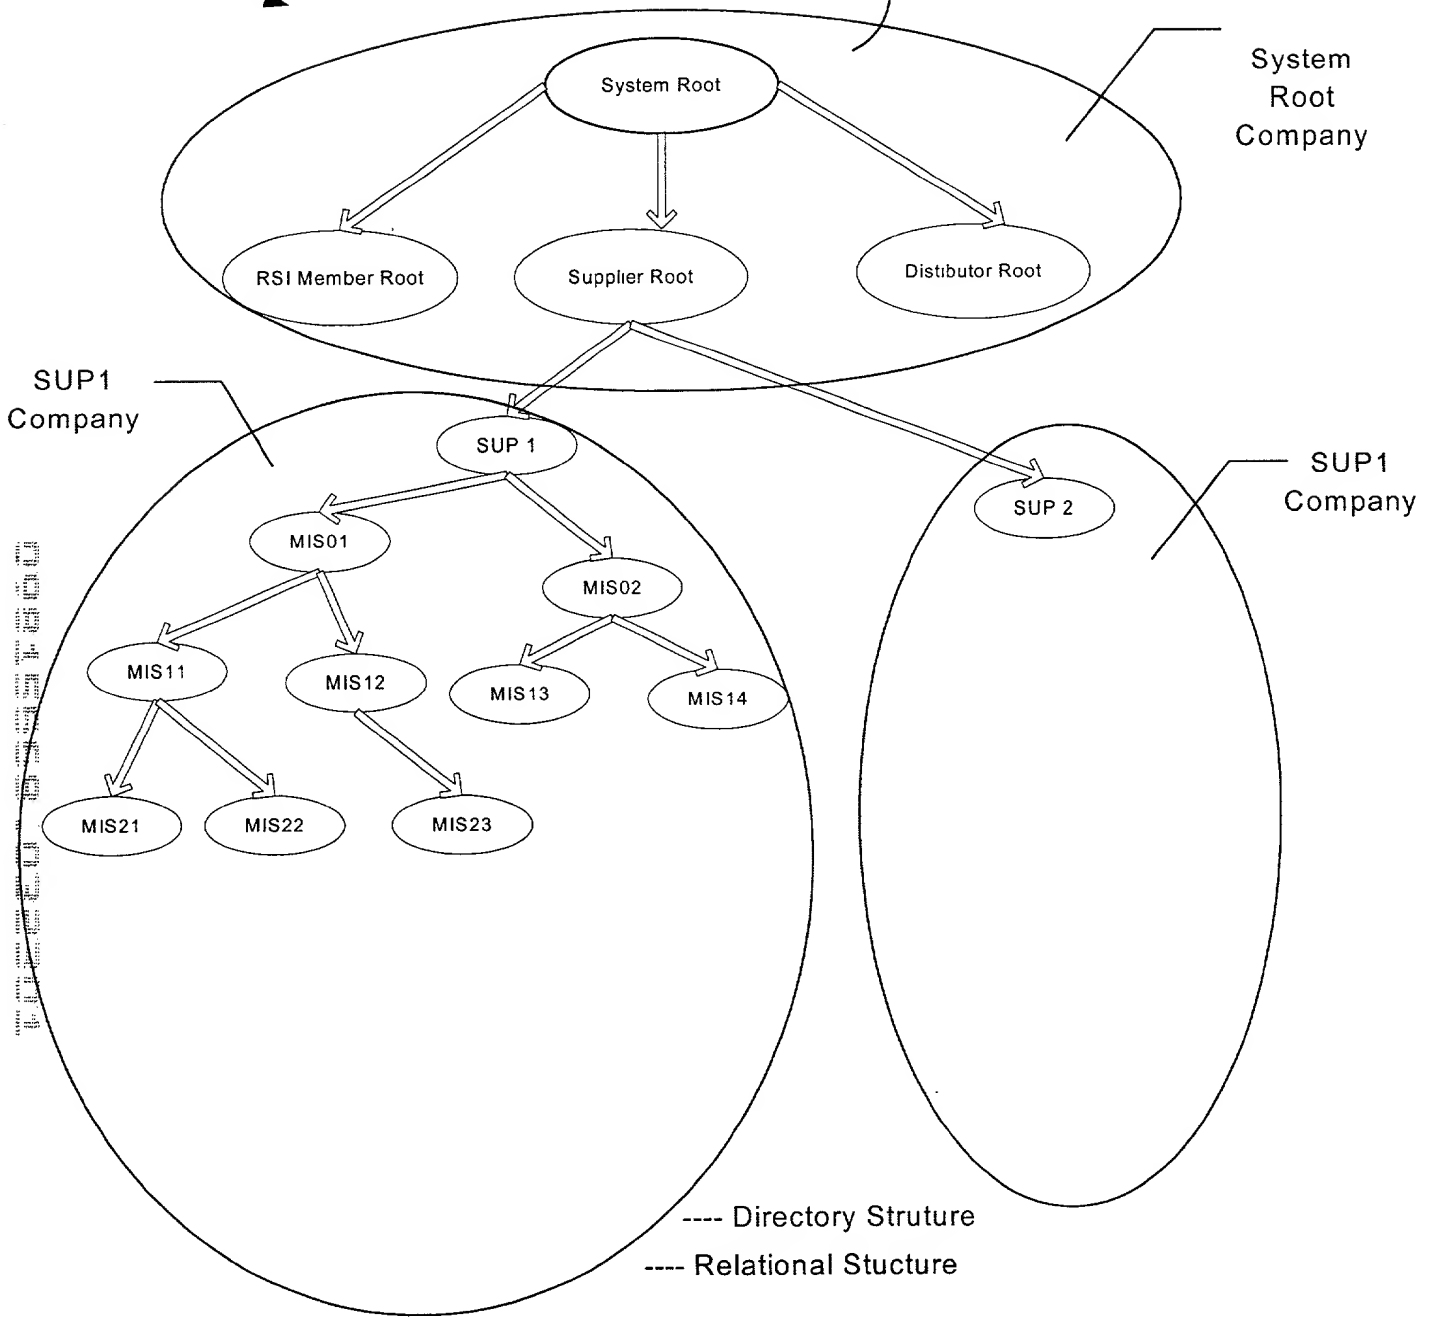 System Root
System
Root
Company
RSI Member Root
Supplier Root
Distibutor Root
SUP1
Company
SUP 1
SUP1
Company
SUP 2
MIS01
MIS02
MIS11
MIS12
MIS13
MIS14
MIS21
MIS22
MIS23
---- Directory Struture
---- Relational Stucture